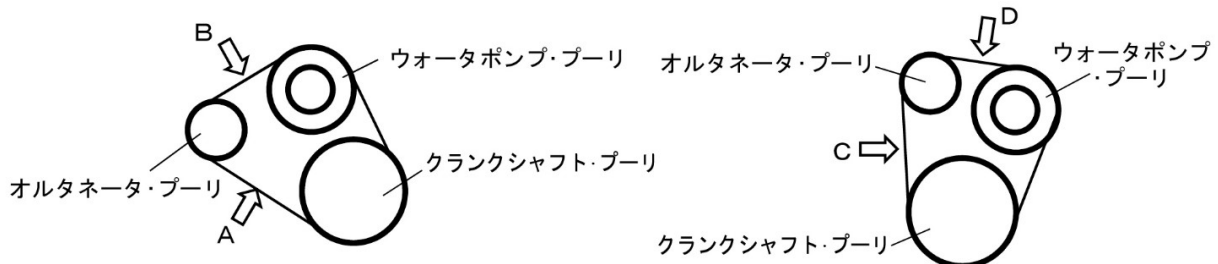 B
ウォータポンプ・プーリ
オルタネータ・プーリ
クランクシャフト・プーリ
A
D
オルタネータ・プーリ
ウォータポンプ
・プーリ
C
クランクシャフト・プーリ